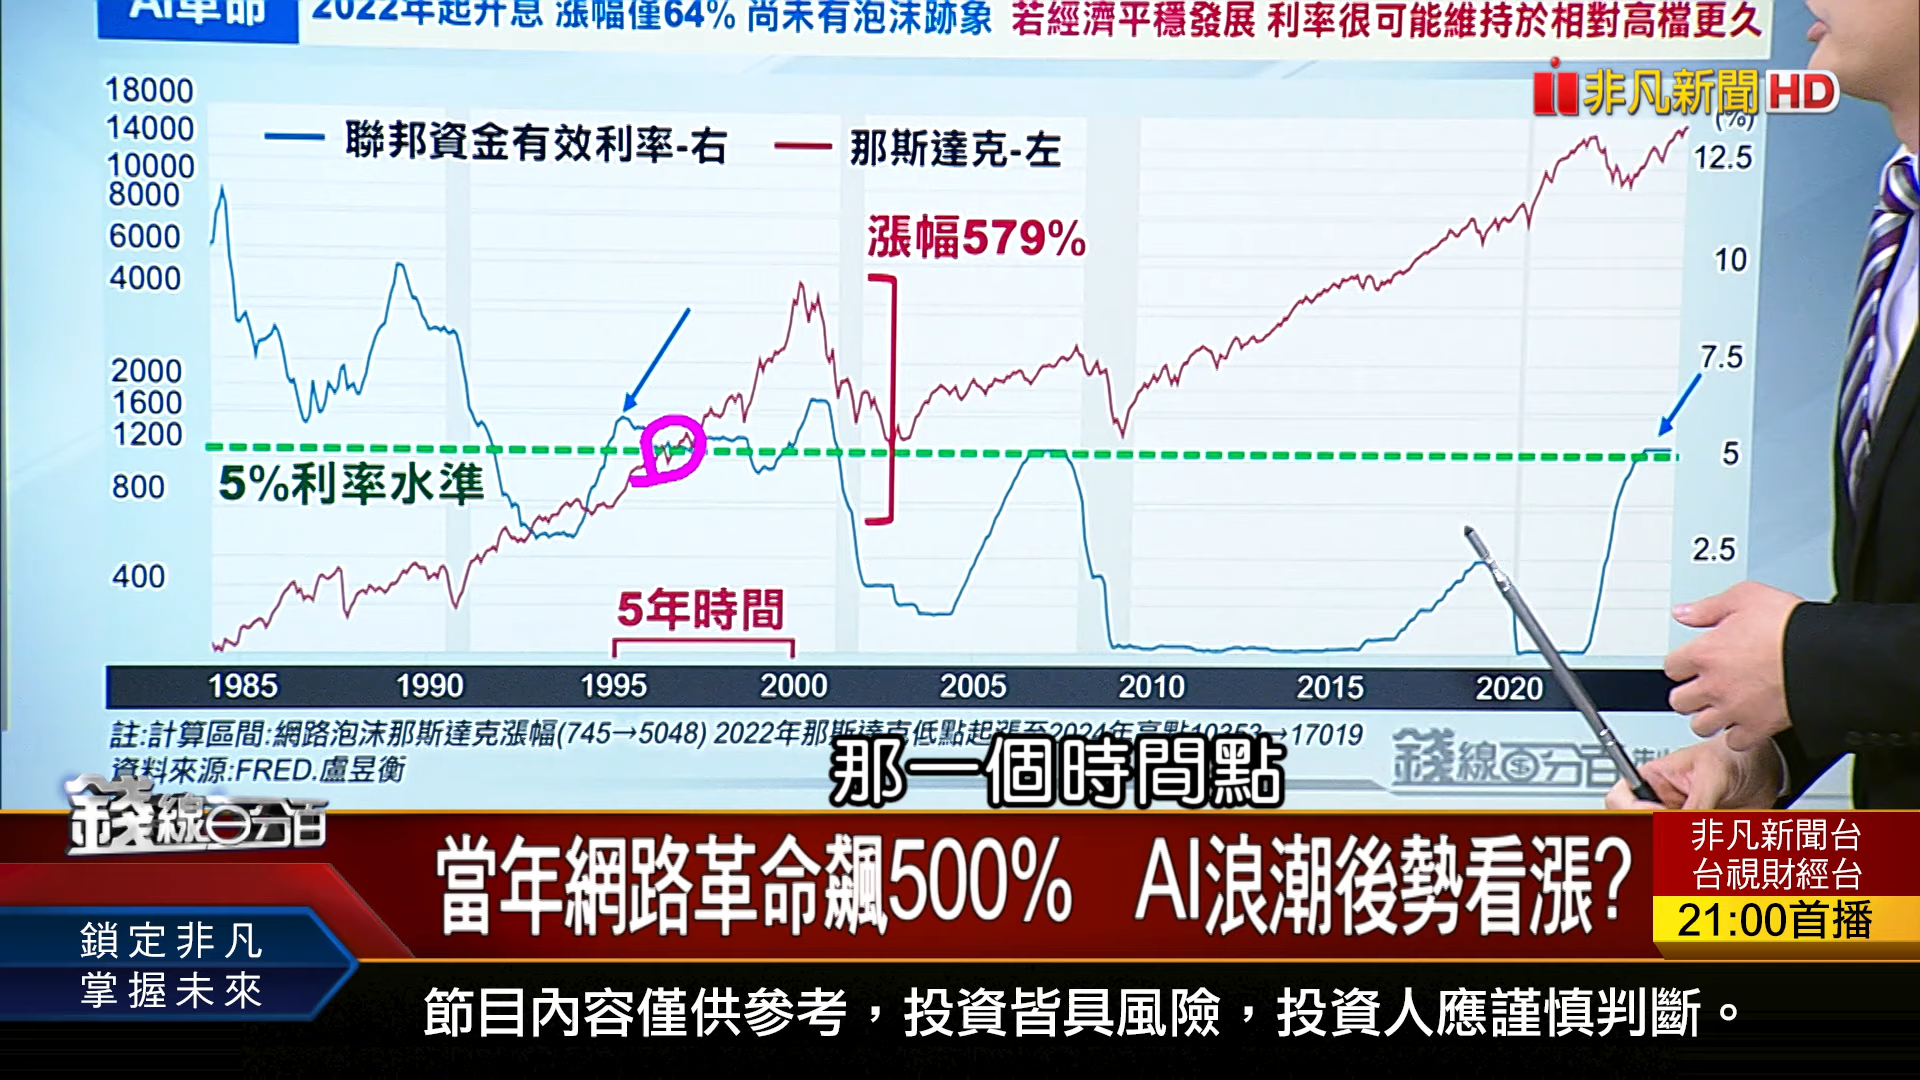 AI革命
2022年起升息 漲幅僅64% 尚未有泡沫跡象 若經濟平穩發展 利率很可能維持於相對高檔更久
非凡新聞HD
18000
14000
10000
8000
6000
4000
2000
1600
1200
800
400
聯邦資金有效利率-右
那斯達克-左
(%)
12.5
10
7.5
5
2.5
漲幅579%
5%利率水準
5年時間
1985 1990 1995 2000 2005 2010 2015 2020
註:計算區間:網路泡沫那斯達克漲幅(745→5048) 2022年那斯達克低點起漲至2024年高點10353→17019
資料來源:FRED.盧昱衡
錢線百分百
那一個時間點
錢線百分百
當年網路革命飆500% AI浪潮後勢看漲?
非凡新聞台
台視財經台
21:00首播
鎖定非凡
掌握未來
節目內容僅供參考，投資皆具風險，投資人應謹慎判斷。